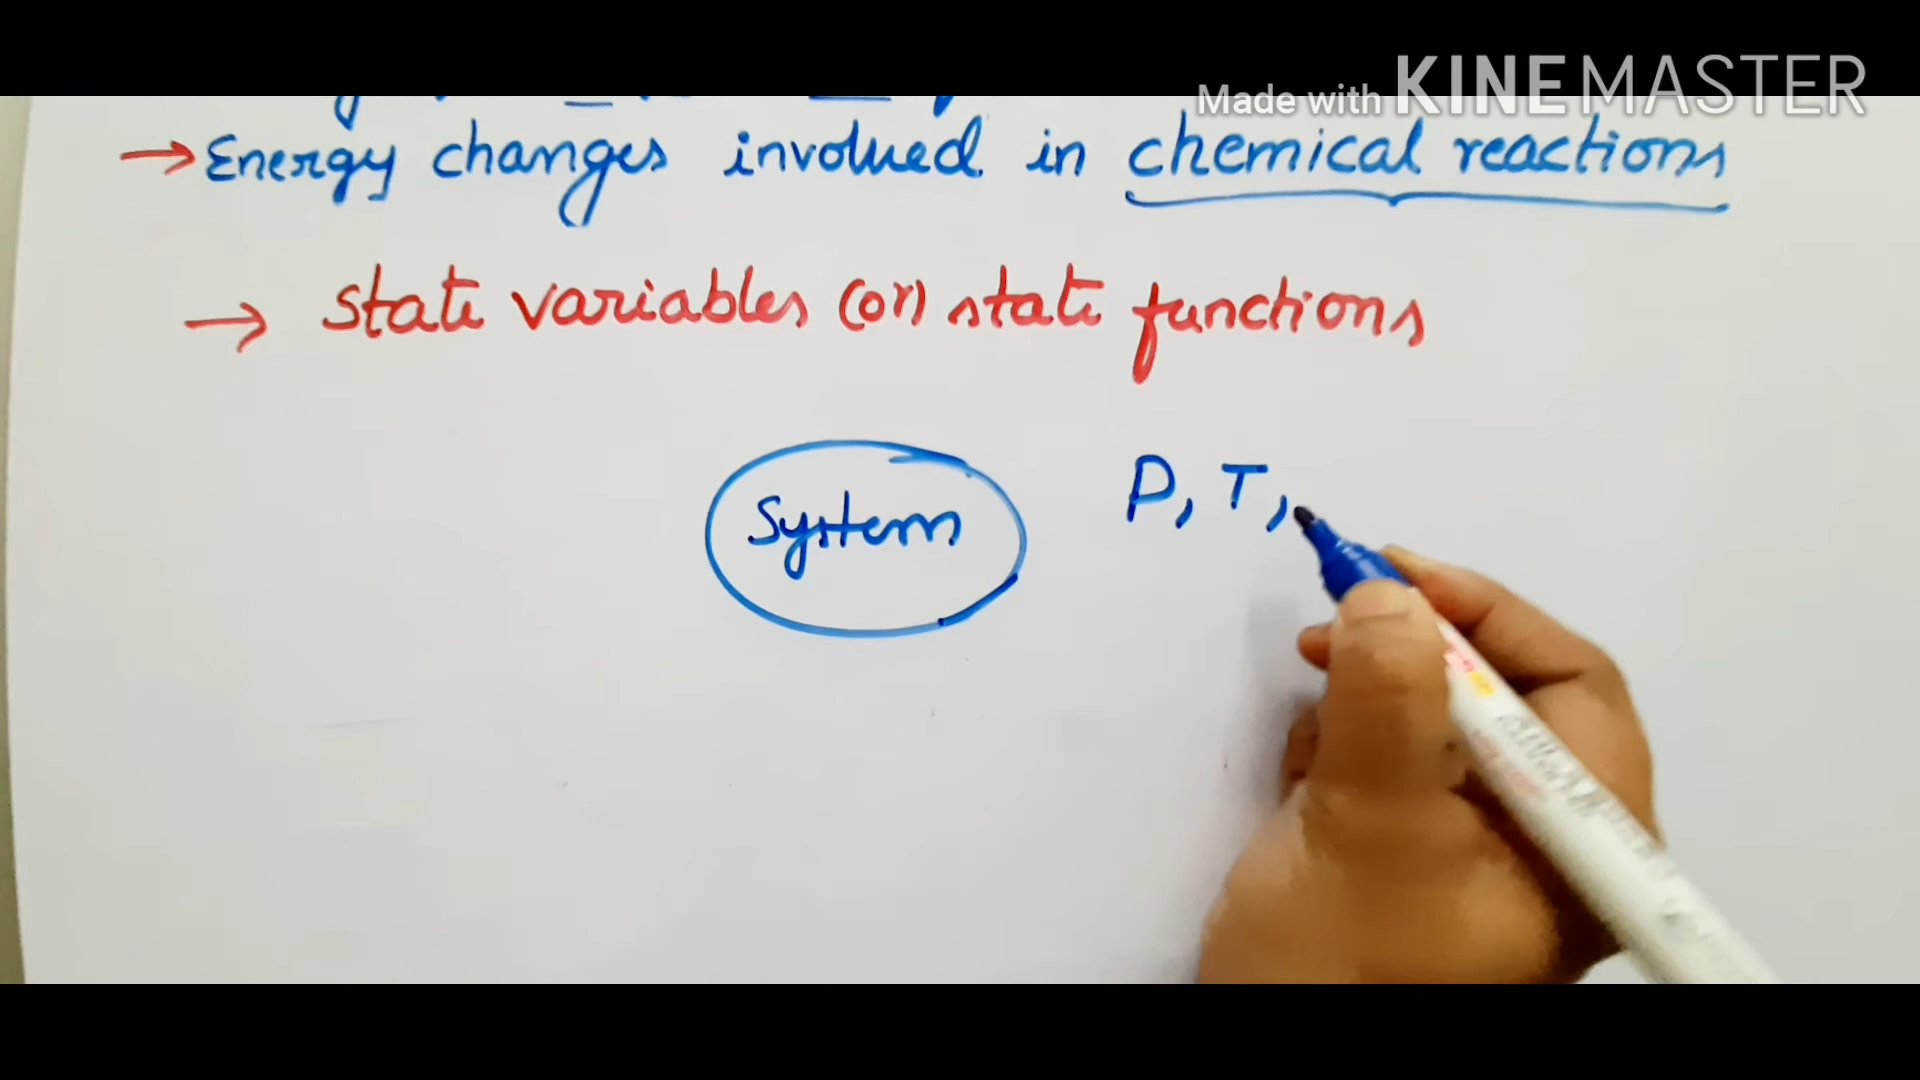 Made with KINEMASTER
→ Energy changes involved in chemical reactions
→ State variables (or) state functions
System
P, T,